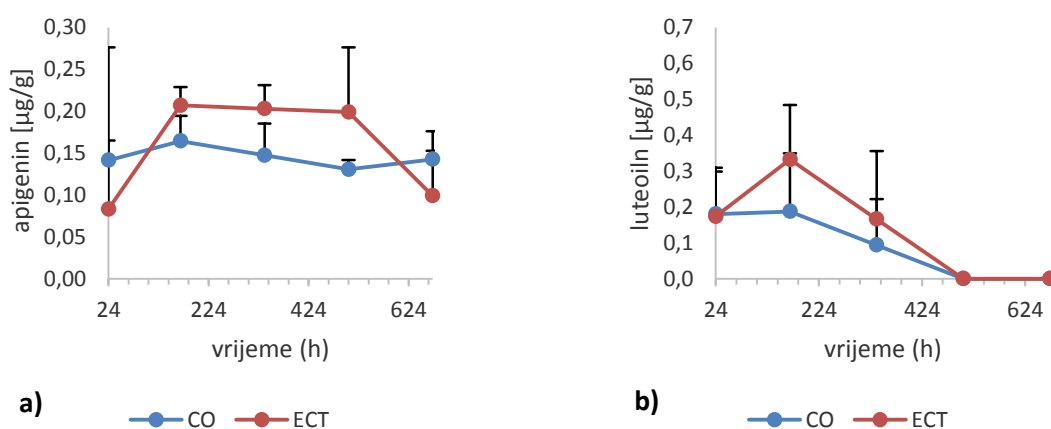 0,30
0,25
0,20
0,15
0,10
0,05
0,00
apigenin [µg/g]
24 224 424 624
vrijeme (h)
a)
CO ECT
0,7
0,6
0,5
0,4
0,3
0,2
0,1
0,0
luteoiln [µg/g]
24 224 424 624
vrijeme (h)
b)
CO ECT